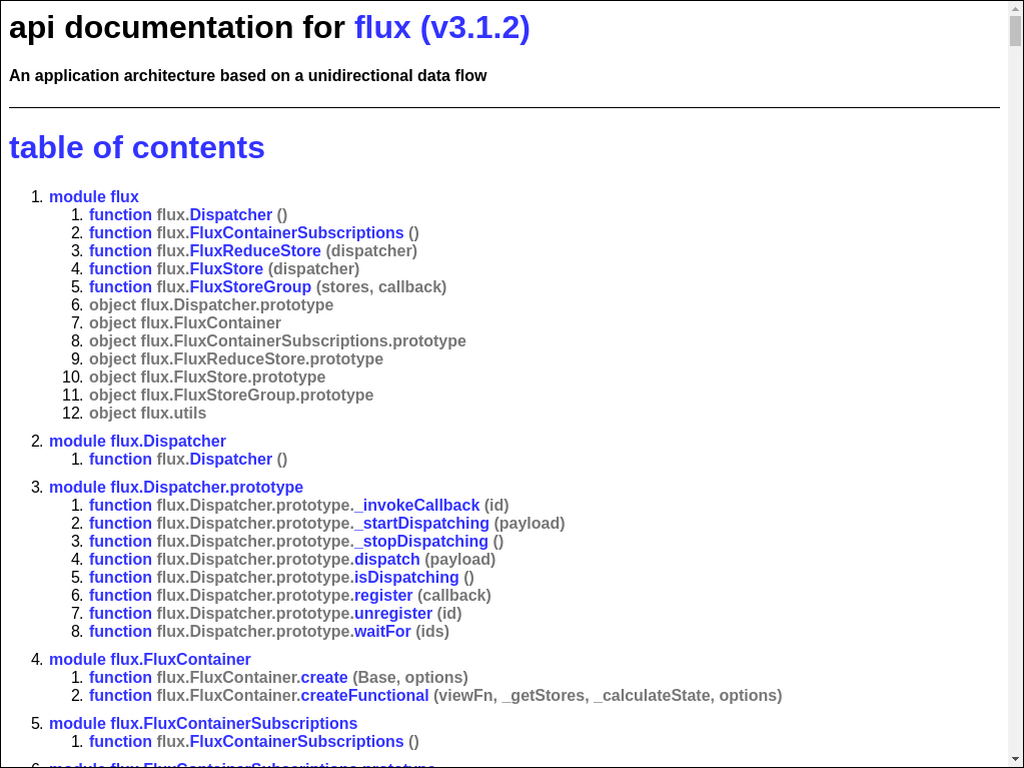 api documentation for flux (v3.1.2)
An application architecture based on a unidirectional data flow
table of contents
1. module flux
1. function flux.Dispatcher ()
2. function flux.FluxContainerSubscriptions ()
3. function flux.FluxReduceStore (dispatcher)
4. function flux.FluxStore (dispatcher)
5. function flux.FluxStoreGroup (stores, callback)
6. object flux.Dispatcher.prototype
7. object flux.FluxContainer
8. object flux.FluxContainerSubscriptions.prototype
9. object flux.FluxReduceStore.prototype
10. object flux.FluxStore.prototype
11. object flux.FluxStoreGroup.prototype
12. object flux.utils
2. module flux.Dispatcher
1. function flux.Dispatcher ()
3. module flux.Dispatcher.prototype
1. function flux.Dispatcher.prototype._invokeCallback (id)
2. function flux.Dispatcher.prototype._startDispatching (payload)
3. function flux.Dispatcher.prototype._stopDispatching ()
4. function flux.Dispatcher.prototype.dispatch (payload)
5. function flux.Dispatcher.prototype.isDispatching ()
6. function flux.Dispatcher.prototype.register (callback)
7. function flux.Dispatcher.prototype.unregister (id)
8. function flux.Dispatcher.prototype.waitFor (ids)
4. module flux.FluxContainer
1. function flux.FluxContainer.create (Base, options)
2. function flux.FluxContainer.createFunctional (viewFn, _getStores, _calculateState, options)
5. module flux.FluxContainerSubscriptions
1. function flux.FluxContainerSubscriptions ()
6. module flux.FluxContainerSubscriptions.prototype